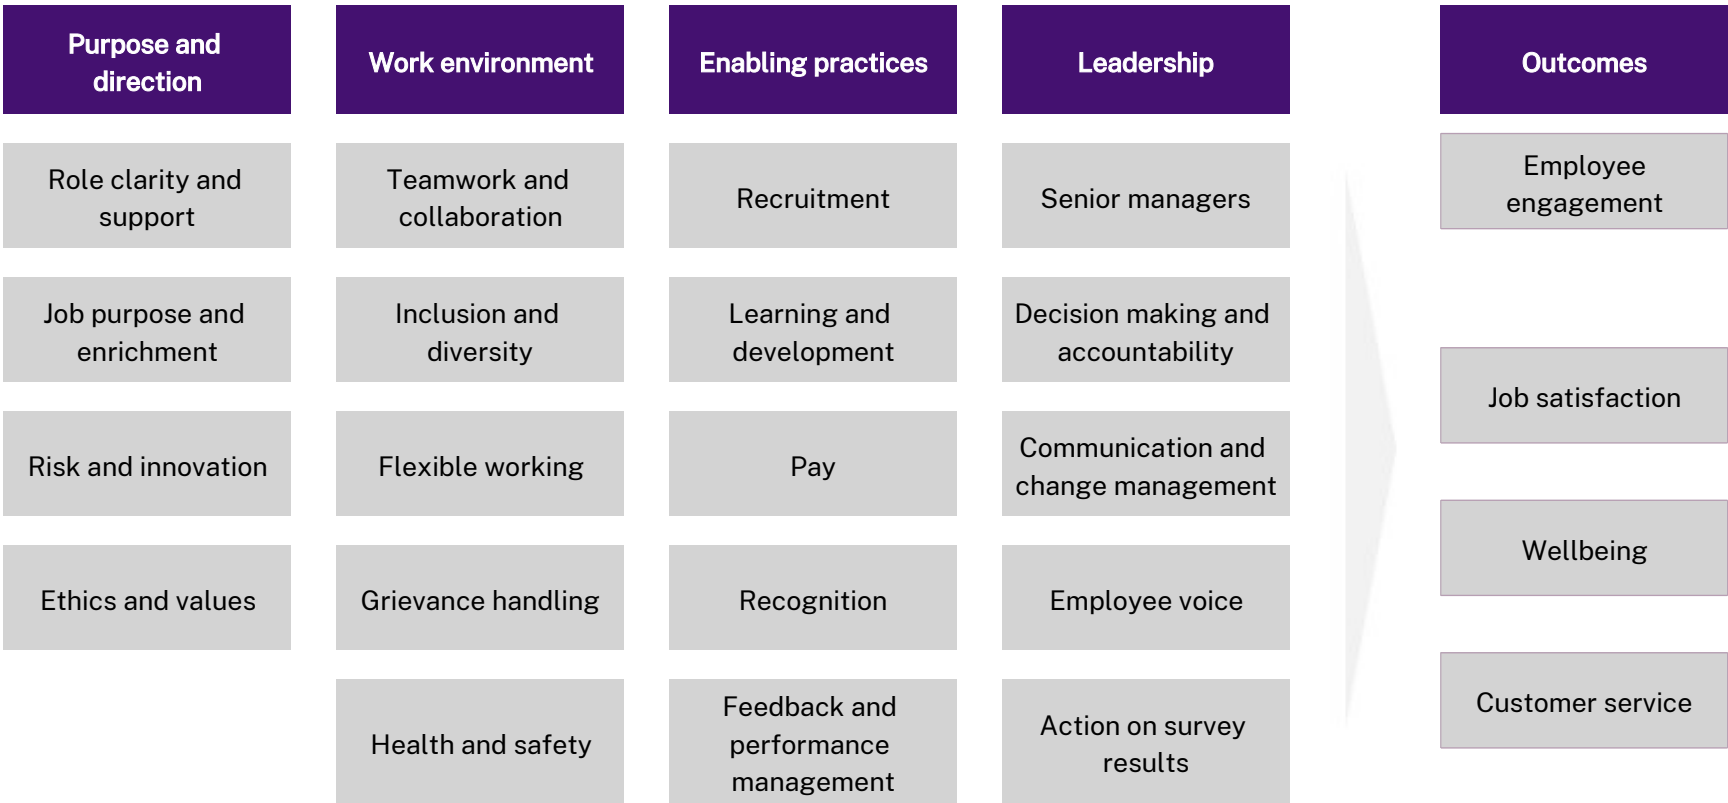 Purpose and
direction
Role clarity and
support
Job purpose and
enrichment
Risk and innovation
Ethics and values
Work environment
Teamwork and
collaboration
Inclusion and
diversity
Flexible working
Grievance handling
Health and safety
Enabling practices
Recruitment
Learning and
development
Pay
Recognition
Feedback and
performance
management
Leadership
Senior managers
Decision making and
accountability
Communication and
change management
Employee voice
Action on survey
results
Outcomes
Employee
engagement
Job satisfaction
Wellbeing
Customer service